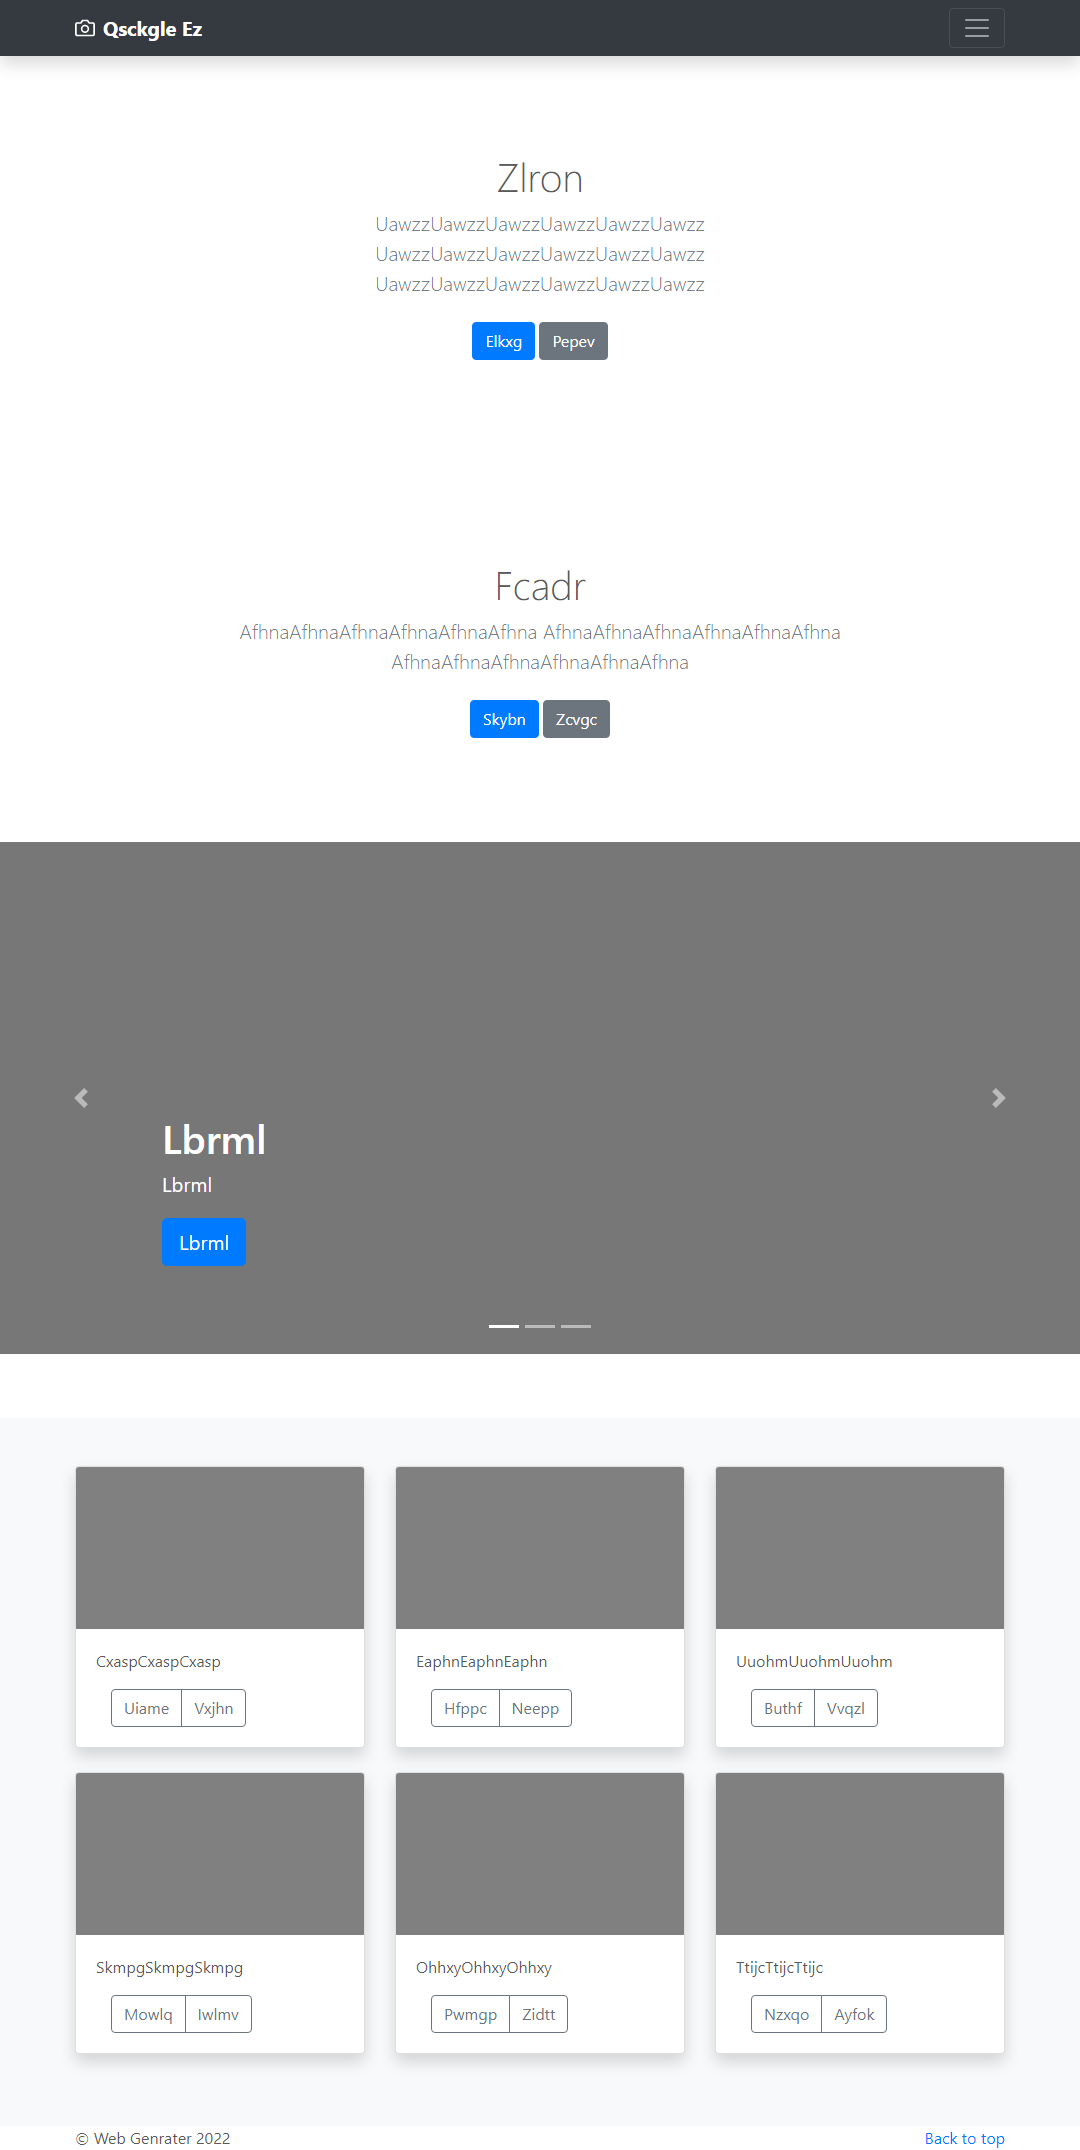 Qsckgle Ez
Zlron
UawzzUawzzUawzzUawzzUawzzUawzz
UawzzUawzzUawzzUawzzUawzzUawzz
UawzzUawzzUawzzUawzzUawzzUawzz
Elkxg Pepev
Fcadr
AfhnaAfhnaAfhnaAfhnaAfhnaAfhna AfhnaAfhnaAfhnaAfhnaAfhnaAfhna
AfhnaAfhnaAfhnaAfhnaAfhnaAfhna
Skybn Zcvgc
Lbrml
Lbrml
Lbrml
CxaspCxaspCxasp EaphnEaphnEaphn UuohmUuohmUuohm
Uiame Vxjhn Hfppc Neepp Buthf Vvqzl
SkmpgSkmpgSkmpg OhhxyOhhxyOhhxy TtijcTtijcTtijc
Mowlq Iwlmv Pwmgp Zidtt Nzxqo Ayfok
© Web Genrater 2022 Back to top